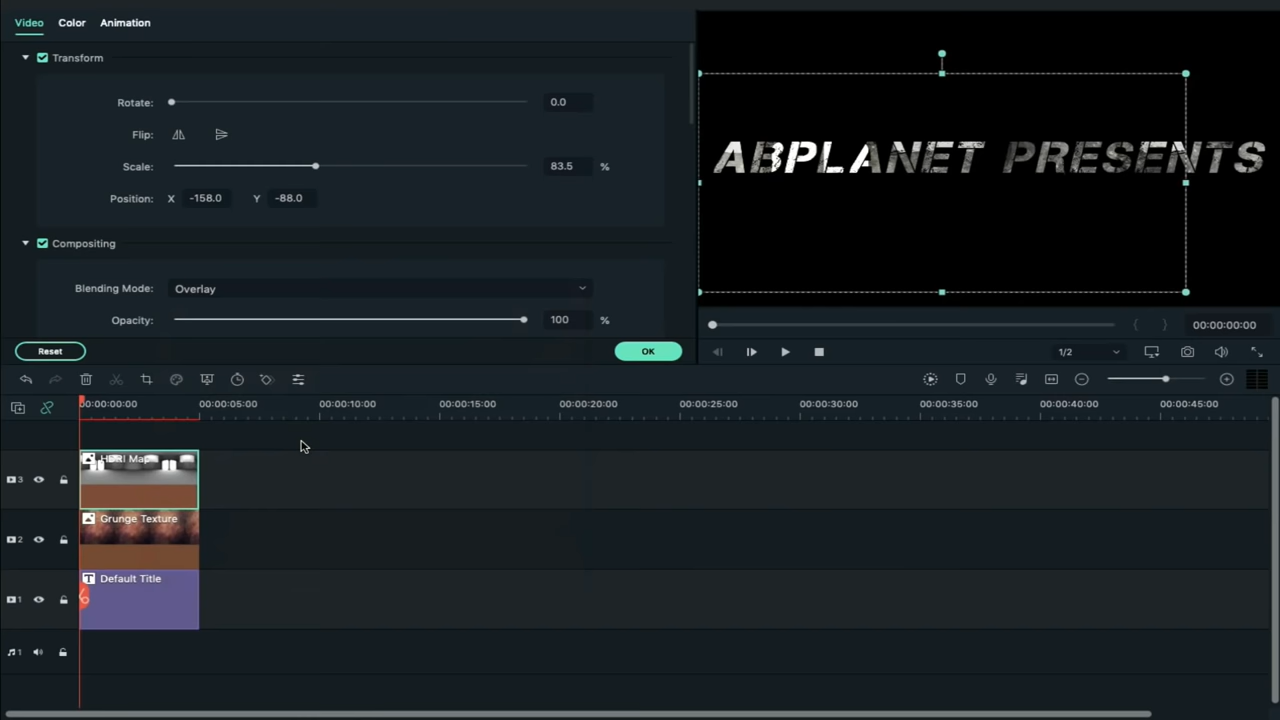 Video Color Animation
Transform
Rotate: 0.0
Flip:
Scale: 83.5 %
Position: X -158.0 Y -88.0
Compositing
Blending Mode: Overlay
Opacity: 100 %
Reset OK
ABPLANET PRESENTS
00:00:00:00
1/2
00:00:00:00 00:00:05:00 00:00:10:00 00:00:15:00 00:00:20:00 00:00:25:00 00:00:30:00 00:00:35:00 00:00:40:00 00:00:45:00
3 HDRI Map
2 Grunge Texture
1 Default Title
1